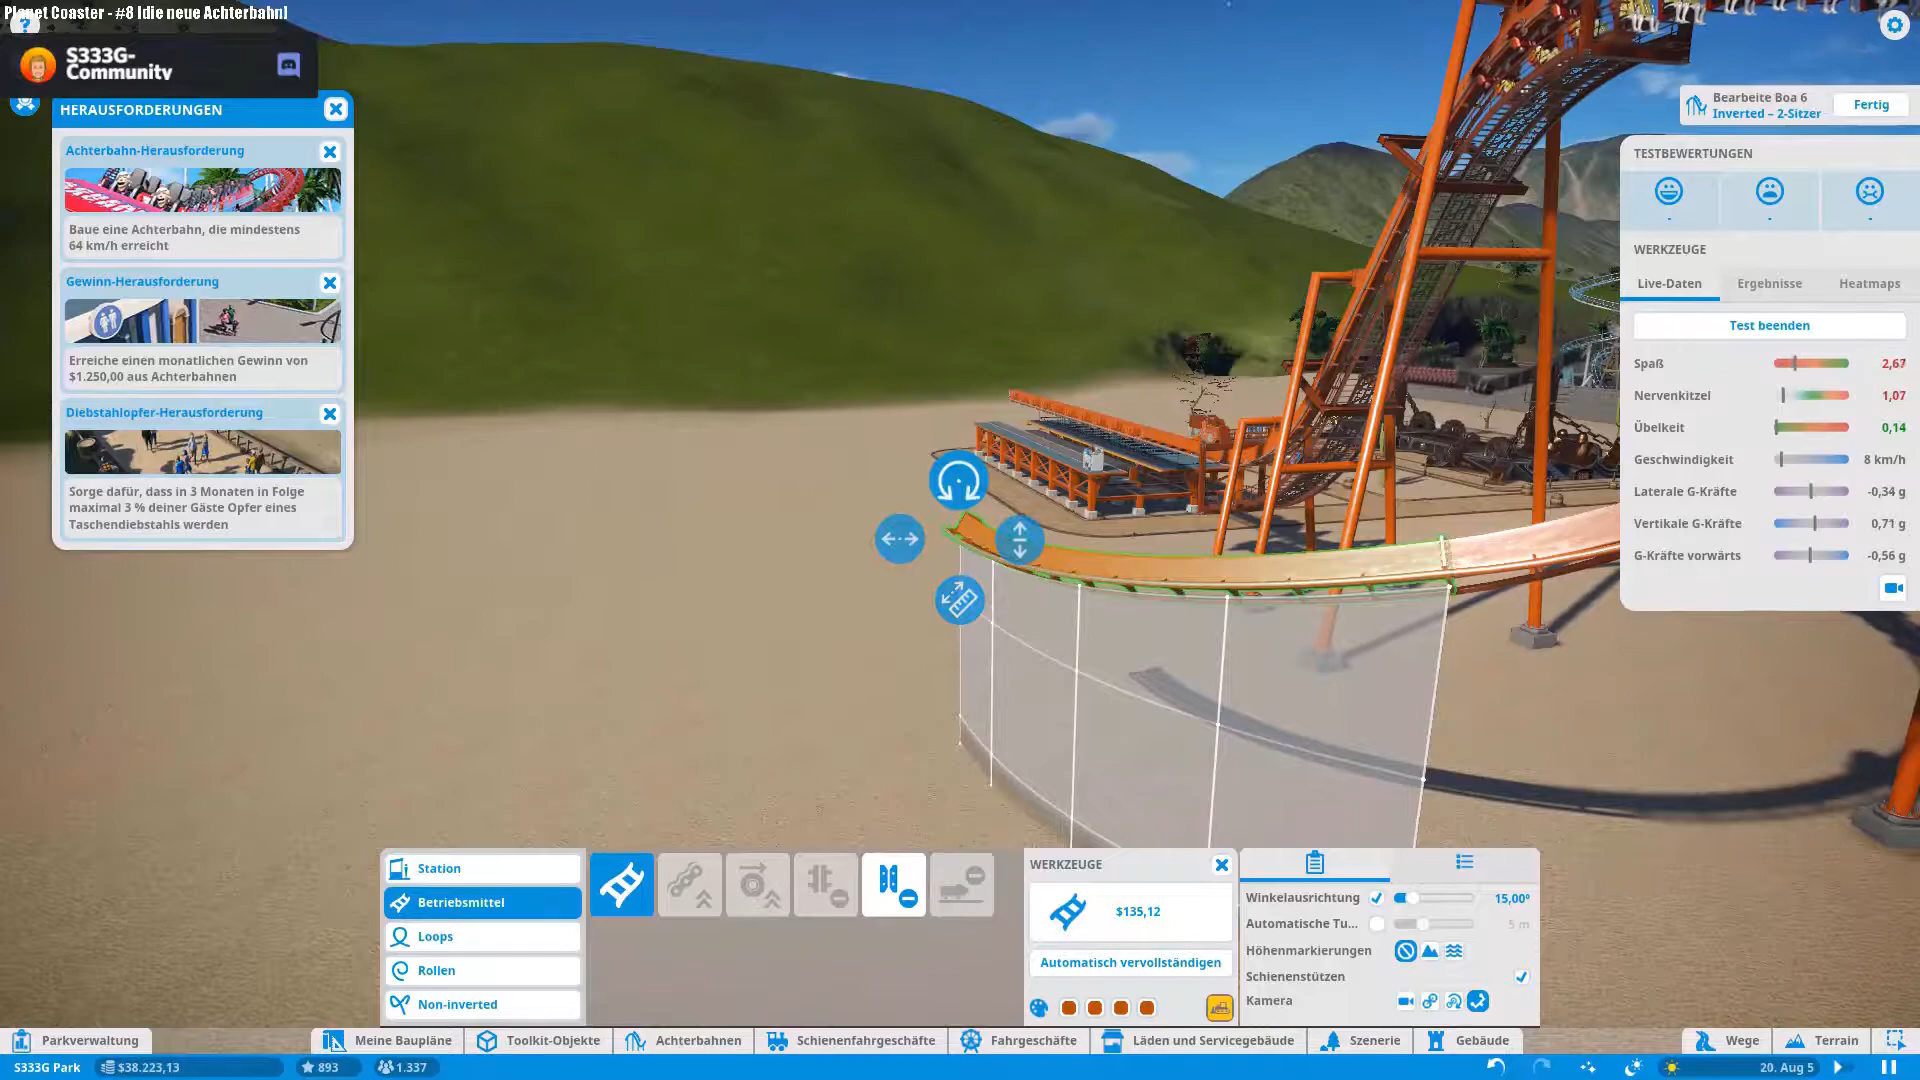 Planet Coaster - #8 [die neue Achterbahn]
S333G-
Community
HERAUSFORDERUNGEN
Achterbahn-Herausforderung
Baue eine Achterbahn, die mindestens
64 km/h erreicht
Gewinn-Herausforderung
Erreiche einen monatlichen Gewinn von
$1.250,00 aus Achterbahnen
Diebstahlopfer-Herausforderung
Sorge dafür, dass in 3 Monaten in Folge
maximal 3 % deiner Gäste Opfer eines
Taschendiebstahls werden
Bearbeite Boa 6
Inverted – 2-Sitzer
Fertig
TESTBEWERTUNGEN
- - -
WERKZEUGE
Live-Daten Ergebnisse Heatmaps
Test beenden
Spaß 2,67
Nervenkitzel 1,07
Übelkeit 0,14
Geschwindigkeit 8 km/h
Laterale G-Kräfte -0,34 g
Vertikale G-Kräfte 0,71 g
G-Kräfte vorwärts -0,56 g
Station
Betriebsmittel
Loops
Rollen
Non-inverted
WERKZEUGE
$135,12
Automatisch vervollständigen
Winkelausrichtung 15,00°
Automatische Tu... 5 m
Höhenmarkierungen
Schienenstützen
Kamera
Parkverwaltung Meine Baupläne Toolkit-Objekte Achterbahnen Schienenfahrgeschäfte Fahrgeschäfte Läden und Servicegebäude Szenerie Gebäude Wege Terrain
S333G Park $38.223,13 893 1.337 20. Aug 5